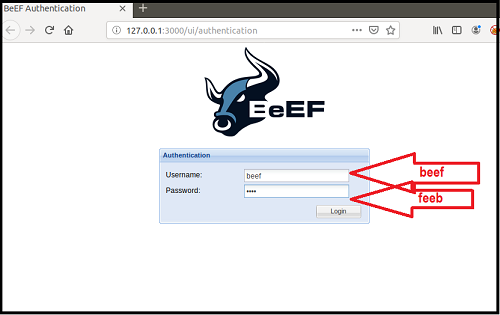 BeEF Authentication
127.0.0.1:3000/ui/authentication
BeEF
Authentication
Username: beef
beef
Password: ••••
feeb
Login